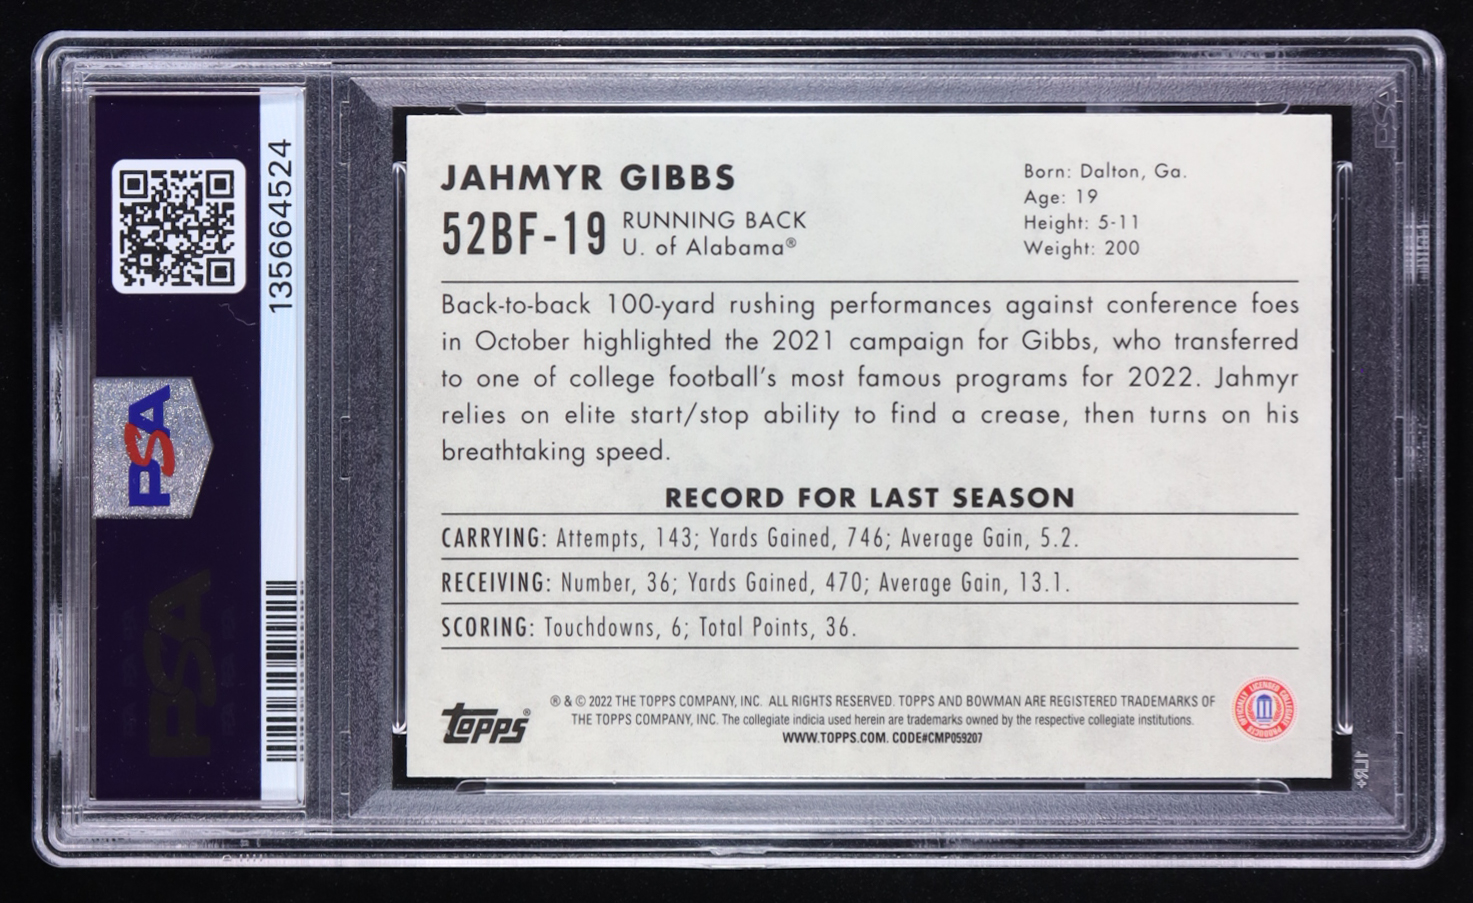 135664524
PSA
PSA
JAHMYR GIBBS
52BF-19
RUNNING BACK
U. of Alabama®
Born: Dalton, Ga.
Age: 19
Height: 5-11
Weight: 200
Back-to-back 100-yard rushing performances against conference foes
in October highlighted the 2021 campaign for Gibbs, who transferred
to one of college football's most famous programs for 2022. Jahmyr
relies on elite start/stop ability to find a crease, then turns on his
breathtaking speed.
RECORD FOR LAST SEASON
CARRYING: Attempts, 143; Yards Gained, 746; Average Gain, 5.2.
RECEIVING: Number, 36; Yards Gained, 470; Average Gain, 13.1.
SCORING: Touchdowns, 6; Total Points, 36.
Topps®
® & © 2022 THE TOPPS COMPANY, INC. ALL RIGHTS RESERVED. TOPPS AND BOWMAN ARE REGISTERED TRADEMARKS OF
THE TOPPS COMPANY, INC. The collegiate indicia used herein are trademarks owned by the respective collegiate institutions.
WWW.TOPPS.COM. CODE#CMP059207
OFFICIALLY LICENSED COLLEGIATE PRODUCTS
PSA